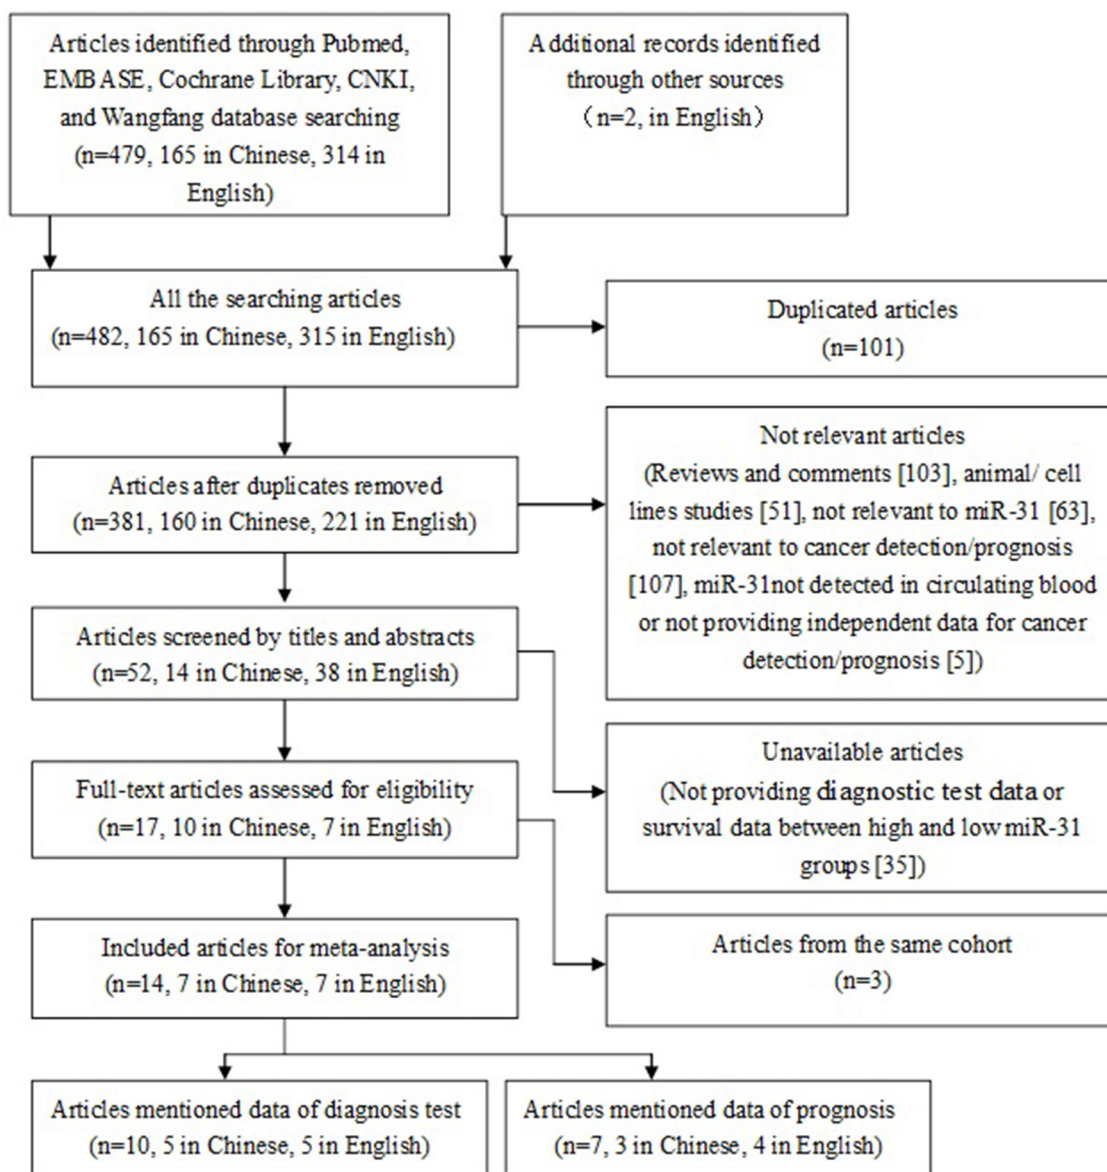 Articles identified through Pubmed,
EMBASE, Cochrane Library, CNKI,
and Wangfang database searching
(n=479, 165 in Chinese, 314 in
English)
Additional records identified
through other sources
（n=2, in English）
All the searching articles
(n=482, 165 in Chinese, 315 in English)
Duplicated articles
(n=101)
Articles after duplicates removed
(n=381, 160 in Chinese, 221 in English)
Not relevant articles
(Reviews and comments [103], animal/ cell
lines studies [51], not relevant to miR-31 [63],
not relevant to cancer detection/prognosis
[107], miR-31not detected in circulating blood
or not providing independent data for cancer
detection/prognosis [5])
Articles screened by titles and abstracts
(n=52, 14 in Chinese, 38 in English)
Unavailable articles
(Not providing diagnostic test data or
survival data between high and low miR-31
groups [35])
Full-text articles assessed for eligibility
(n=17, 10 in Chinese, 7 in English)
Articles from the same cohort
(n=3)
Included articles for meta-analysis
(n=14, 7 in Chinese, 7 in English)
Articles mentioned data of diagnosis test
(n=10, 5 in Chinese, 5 in English)
Articles mentioned data of prognosis
(n=7, 3 in Chinese, 4 in English)